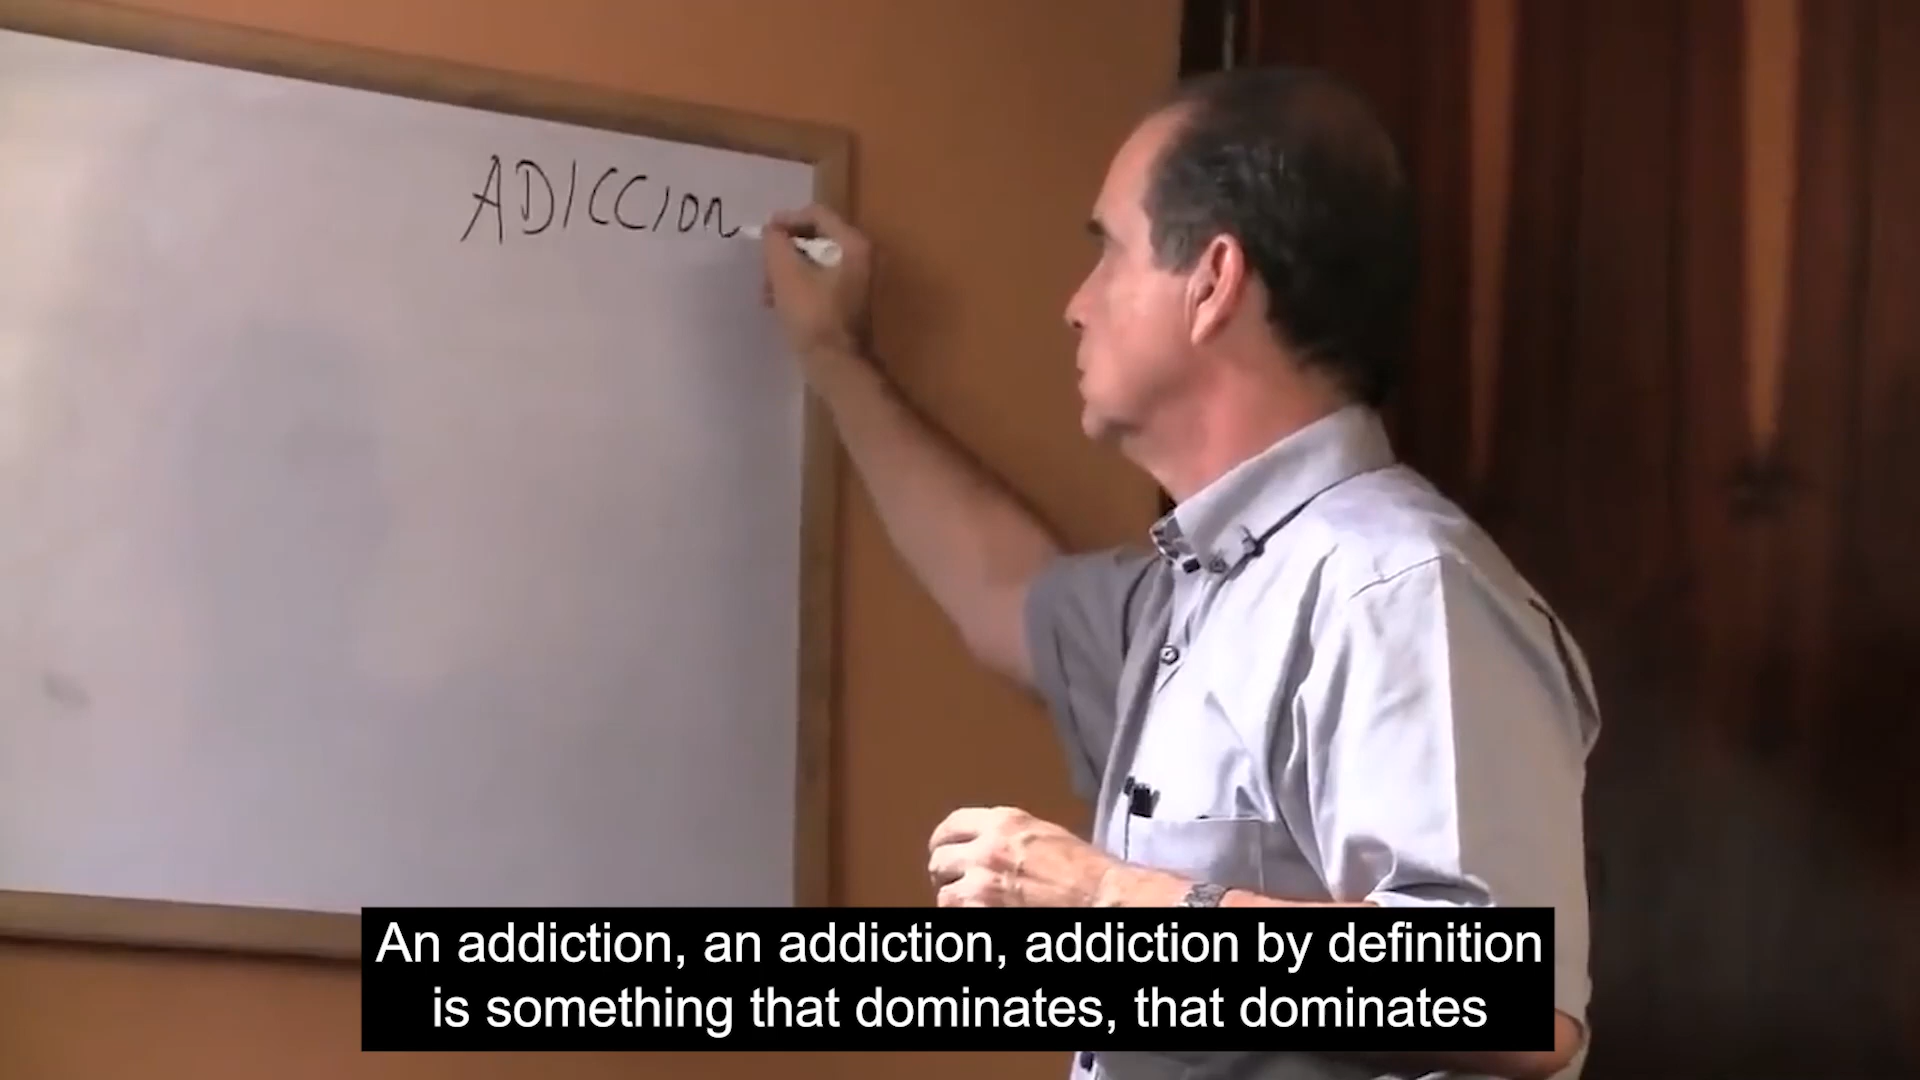 ADICCIon
An addiction, an addiction, addiction by definition
is something that dominates, that dominates